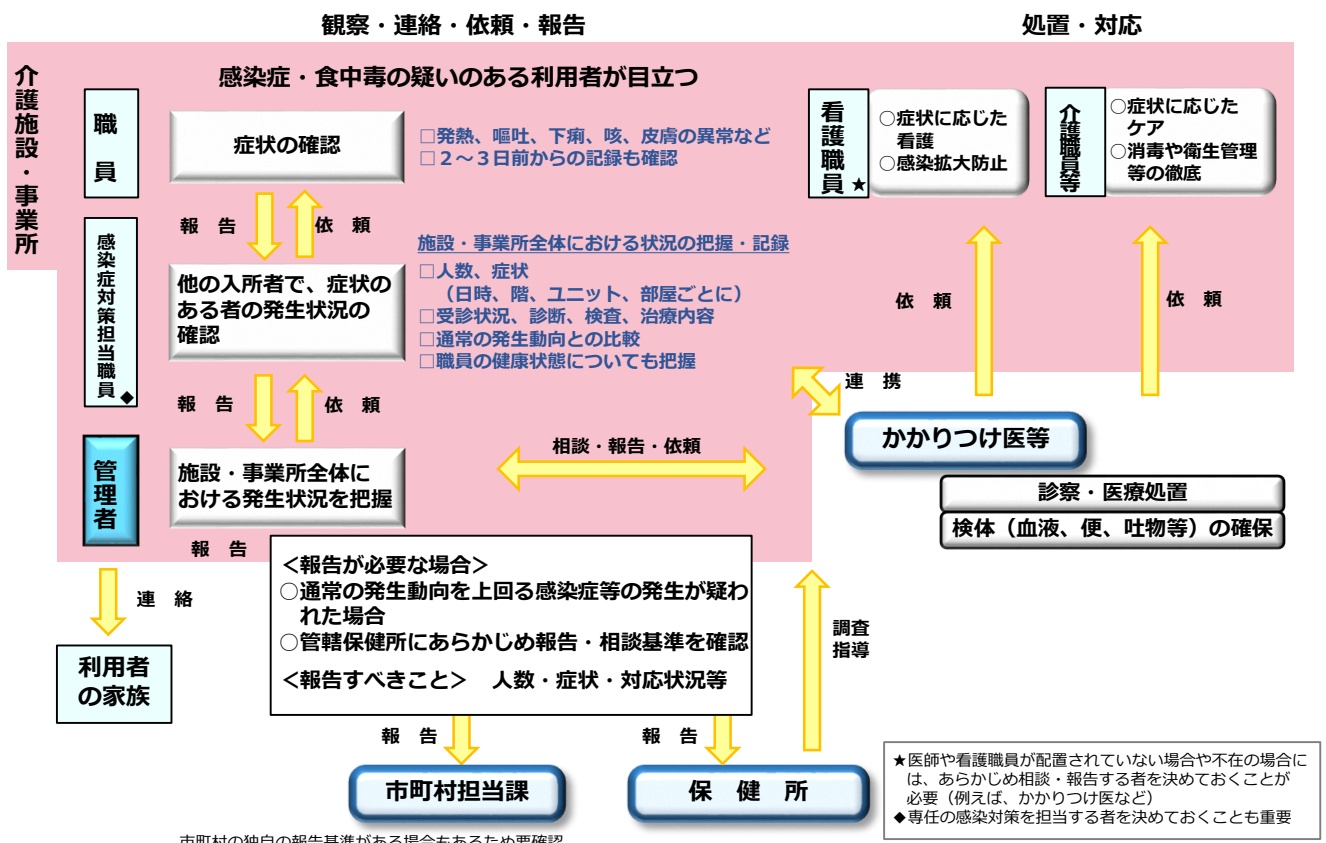 観察・連絡・依頼・報告
処置・対応
介護施設・事業所
感染症・食中毒の疑いのある利用者が目立つ
職員
症状の確認
□発熱、嘔吐、下痢、咳、皮膚の異常など
□２～３日前からの記録も確認
看護職員★
○症状に応じた
看護
○感染拡大防止
介護職員等
○症状に応じた
ケア
○消毒や衛生管理
等の徹底
報 告
依 頼
感染症対策担当職員◆
他の入所者で、症状の
ある者の発生状況の
確認
施設・事業所全体における状況の把握・記録
□人数、症状
（日時、階、ユニット、部屋ごとに）
□受診状況、診断、検査、治療内容
□通常の発生動向との比較
□職員の健康状態についても把握
依 頼
依 頼
報 告
依 頼
連 携
かかりつけ医等
診察・医療処置
検体（血液、便、吐物等）の確保
管理者
施設・事業所全体に
おける発生状況を把握
相談・報告・依頼
報 告
＜報告が必要な場合＞
○通常の発生動向を上回る感染症等の発生が疑わ
れた場合
○管轄保健所にあらかじめ報告・相談基準を確認
＜報告すべきこと＞ 人数・症状・対応状況等
連 絡
利用者
の家族
調査
指導
報 告
報 告
市町村担当課
保 健 所
★医師や看護職員が配置されていない場合や不在の場合に
は、あらかじめ相談・報告する者を決めておくことが
必要（例えば、かかりつけ医など）
◆専任の感染対策を担当する者を決めておくことも重要
市町村の独自の報告基準がある場合もあるため要確認